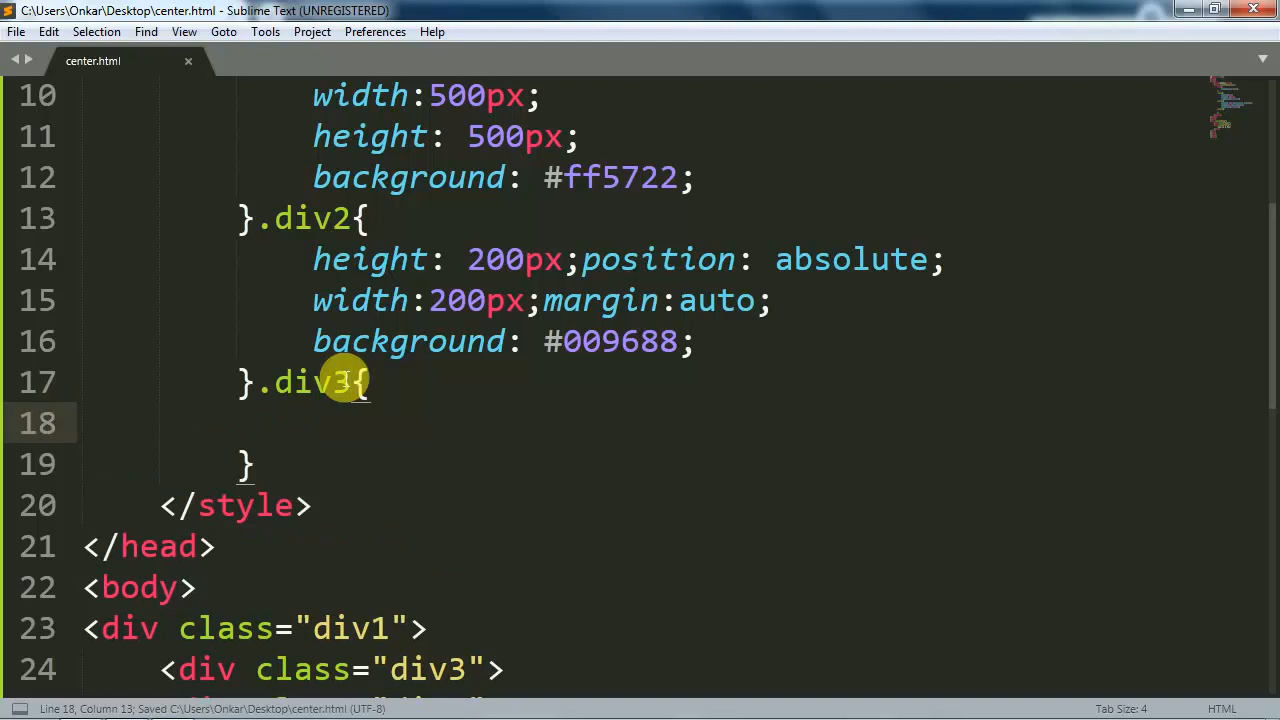 C:\Users\Onkar\Desktop\center.html - Sublime Text (UNREGISTERED)
File Edit Selection Find View Goto Tools Project Preferences Help
center.html
10 width:500px;
11 height: 500px;
12 background: #ff5722;
13 }.div2{
14 height: 200px;position: absolute;
15 width:200px;margin:auto;
16 background: #009688;
17 }.div3{
18
19 }
20 </style>
21 </head>
22 <body>
23 <div class="div1">
24 <div class="div3">
Line 18, Column 13; Saved C:\Users\Onkar\Desktop\center.html (UTF-8) Tab Size: 4 HTML